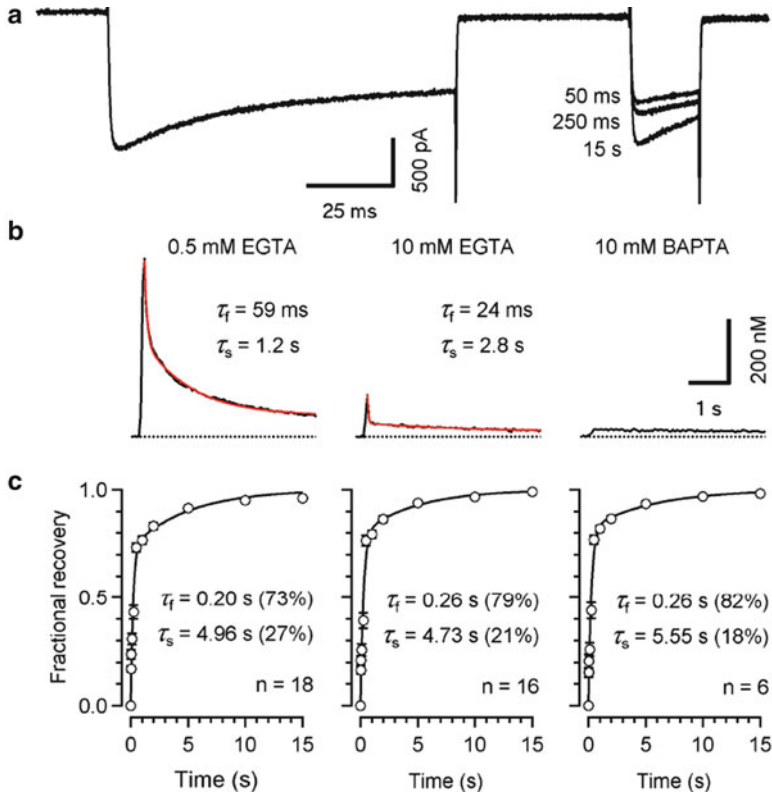 a
50 ms
250 ms
15 s
500 pA
25 ms
b
0.5 mM EGTA
10 mM EGTA
10 mM BAPTA
τf = 59 ms
τs = 1.2 s
τf = 24 ms
τs = 2.8 s
200 nM
1 s
c
Fractional recovery
1.0
0.5
0.0
τf = 0.20 s (73%)
τs = 4.96 s (27%)
n = 18
τf = 0.26 s (79%)
τs = 4.73 s (21%)
n = 16
τf = 0.26 s (82%)
τs = 5.55 s (18%)
n = 6
0 5 10 15
0 5 10 15
0 5 10 15
Time (s)
Time (s)
Time (s)